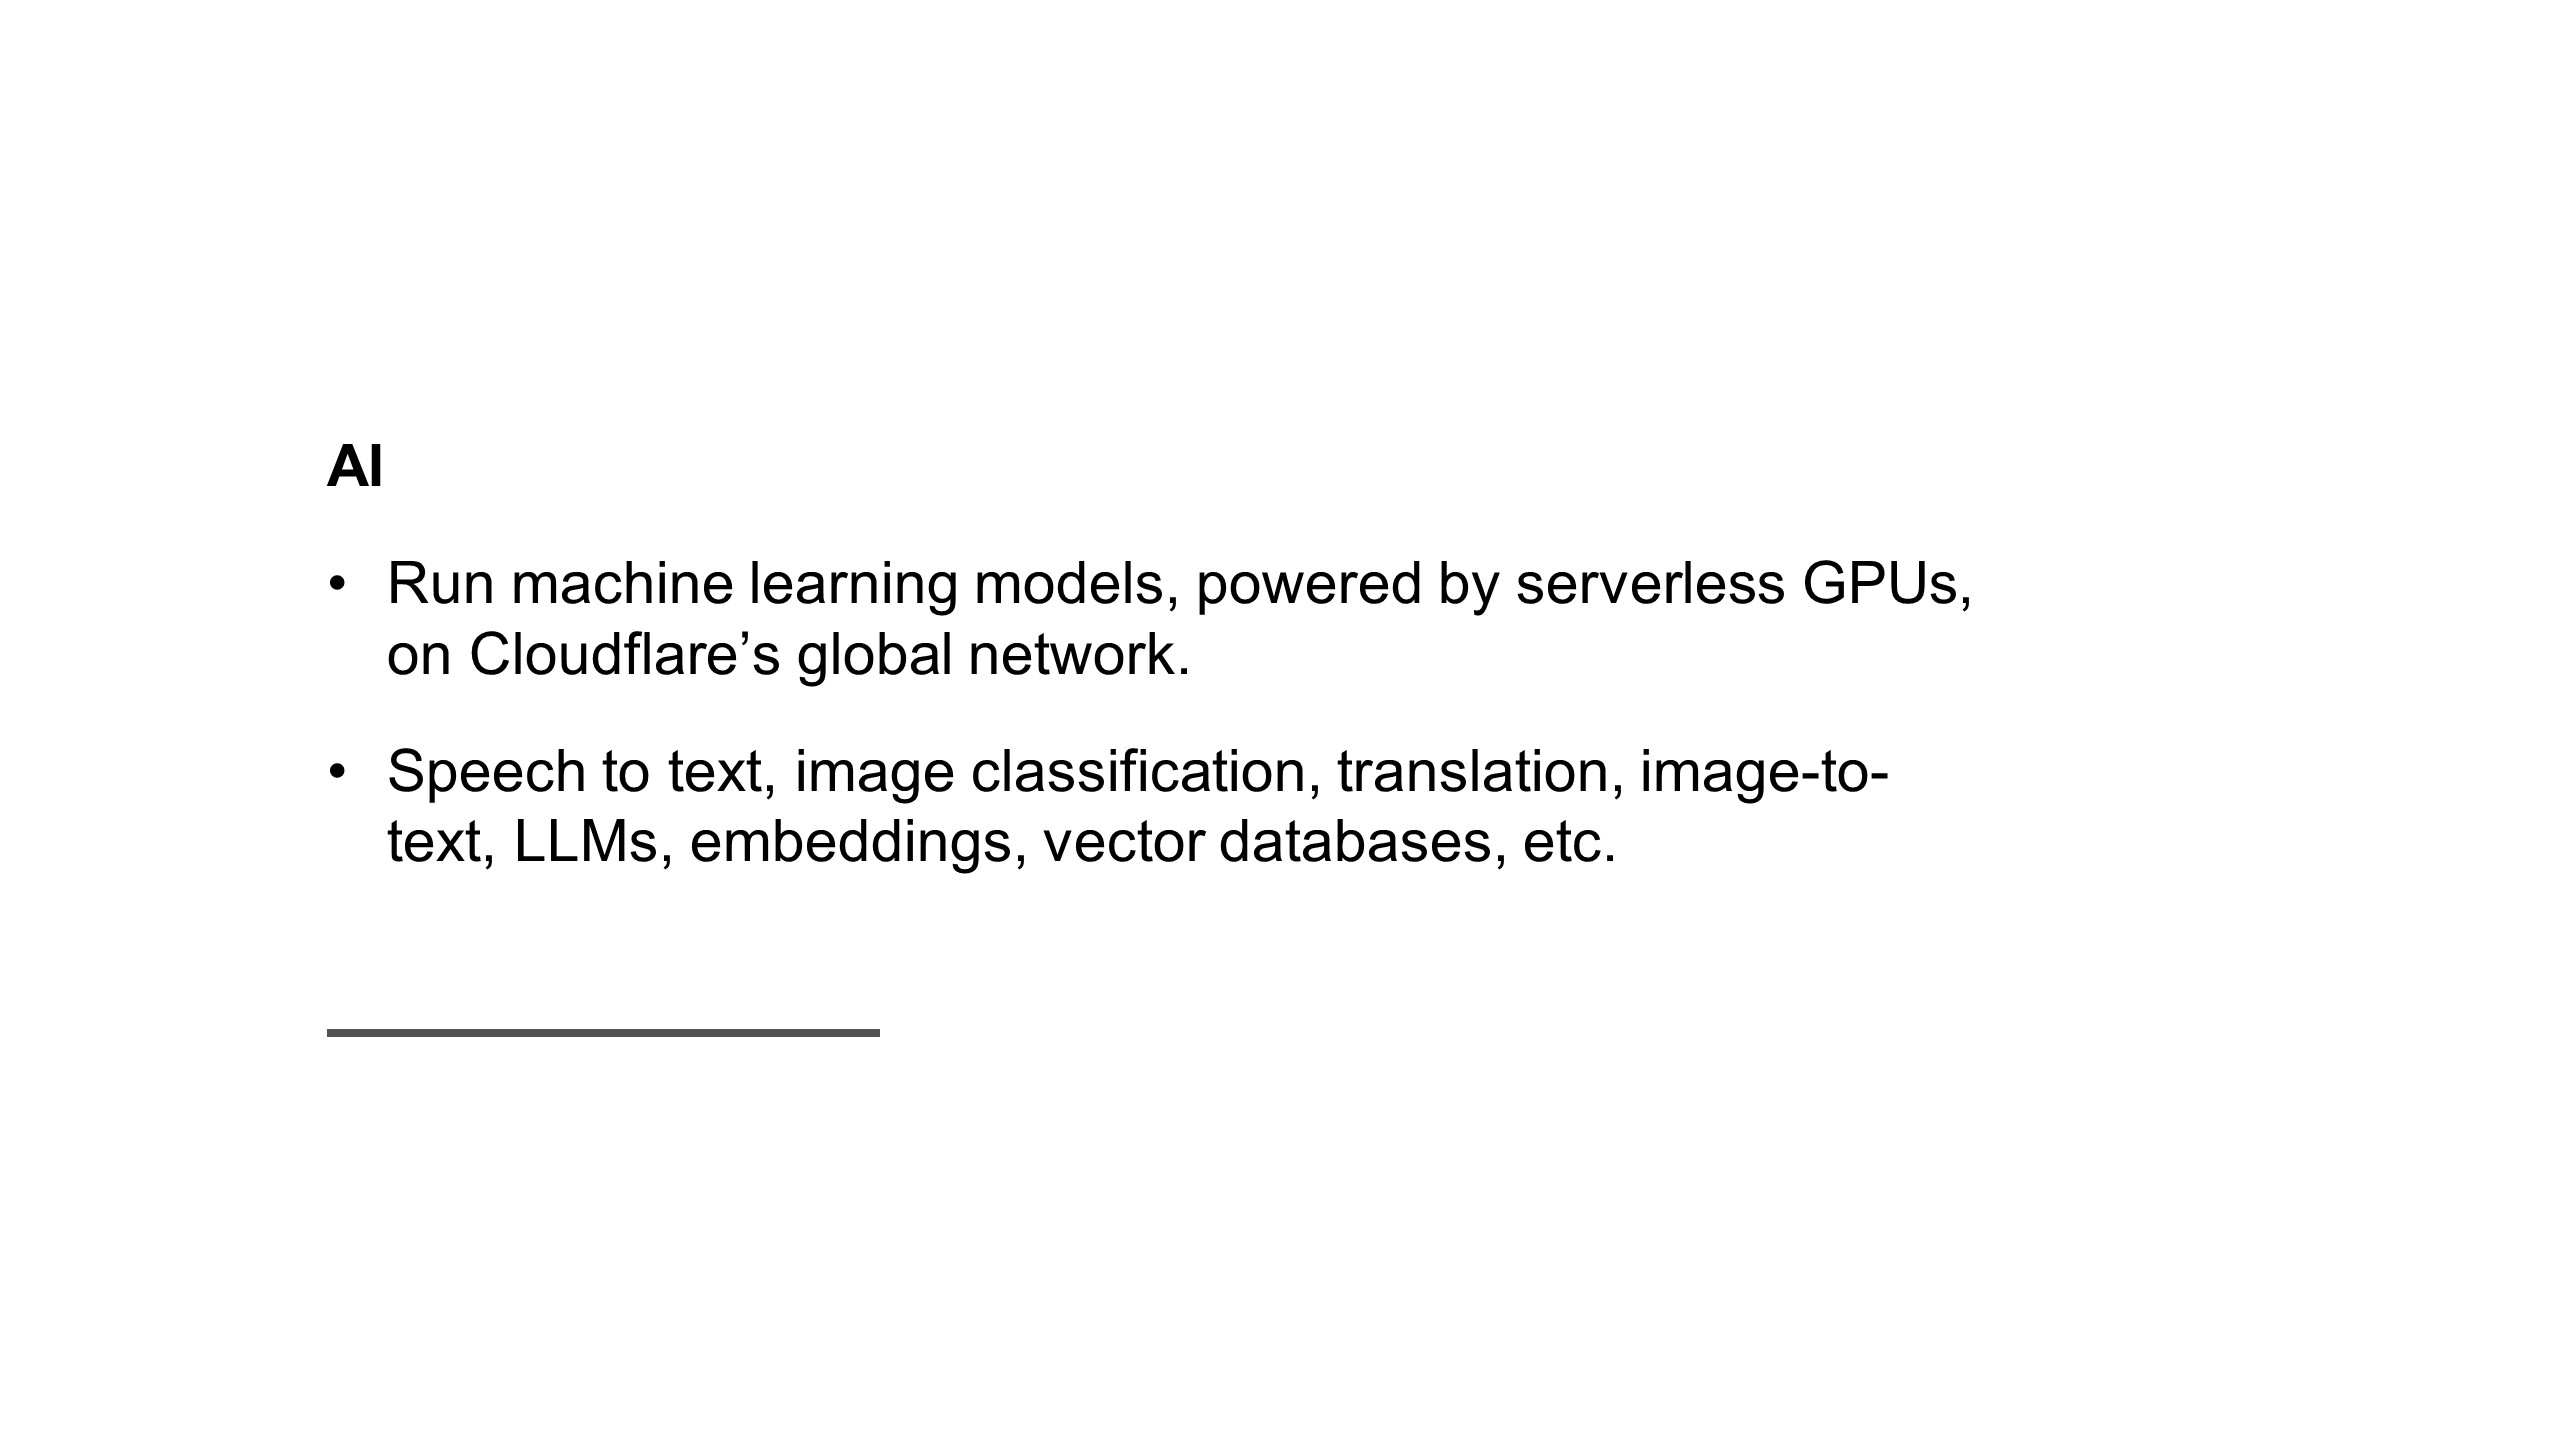 AI
• Run machine learning models, powered by serverless GPUs,
on Cloudflare’s global network.
• Speech to text, image classification, translation, image-to-
text, LLMs, embeddings, vector databases, etc.